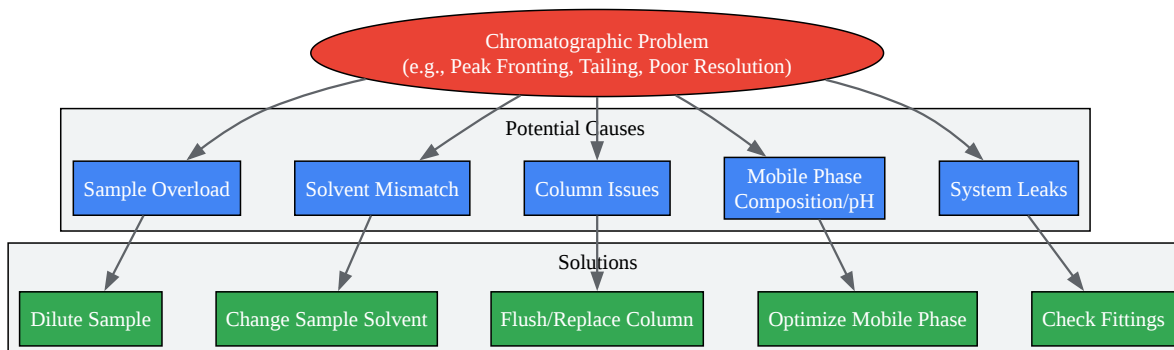 Chromatographic Problem
(e.g., Peak Fronting, Tailing, Poor Resolution)
Potential Causes
Sample Overload
Solvent Mismatch
Column Issues
Mobile Phase
Composition/pH
System Leaks
Solutions
Dilute Sample
Change Sample Solvent
Flush/Replace Column
Optimize Mobile Phase
Check Fittings